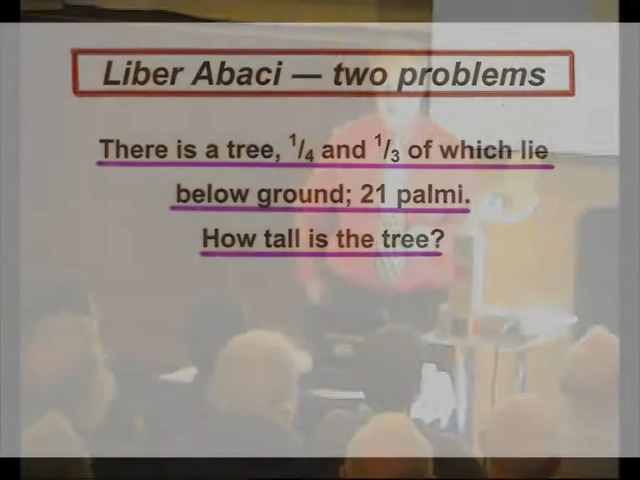 Liber Abaci — two problems
There is a tree, 1/4 and 1/3 of which lie
below ground; 21 palmi.
How tall is the tree?